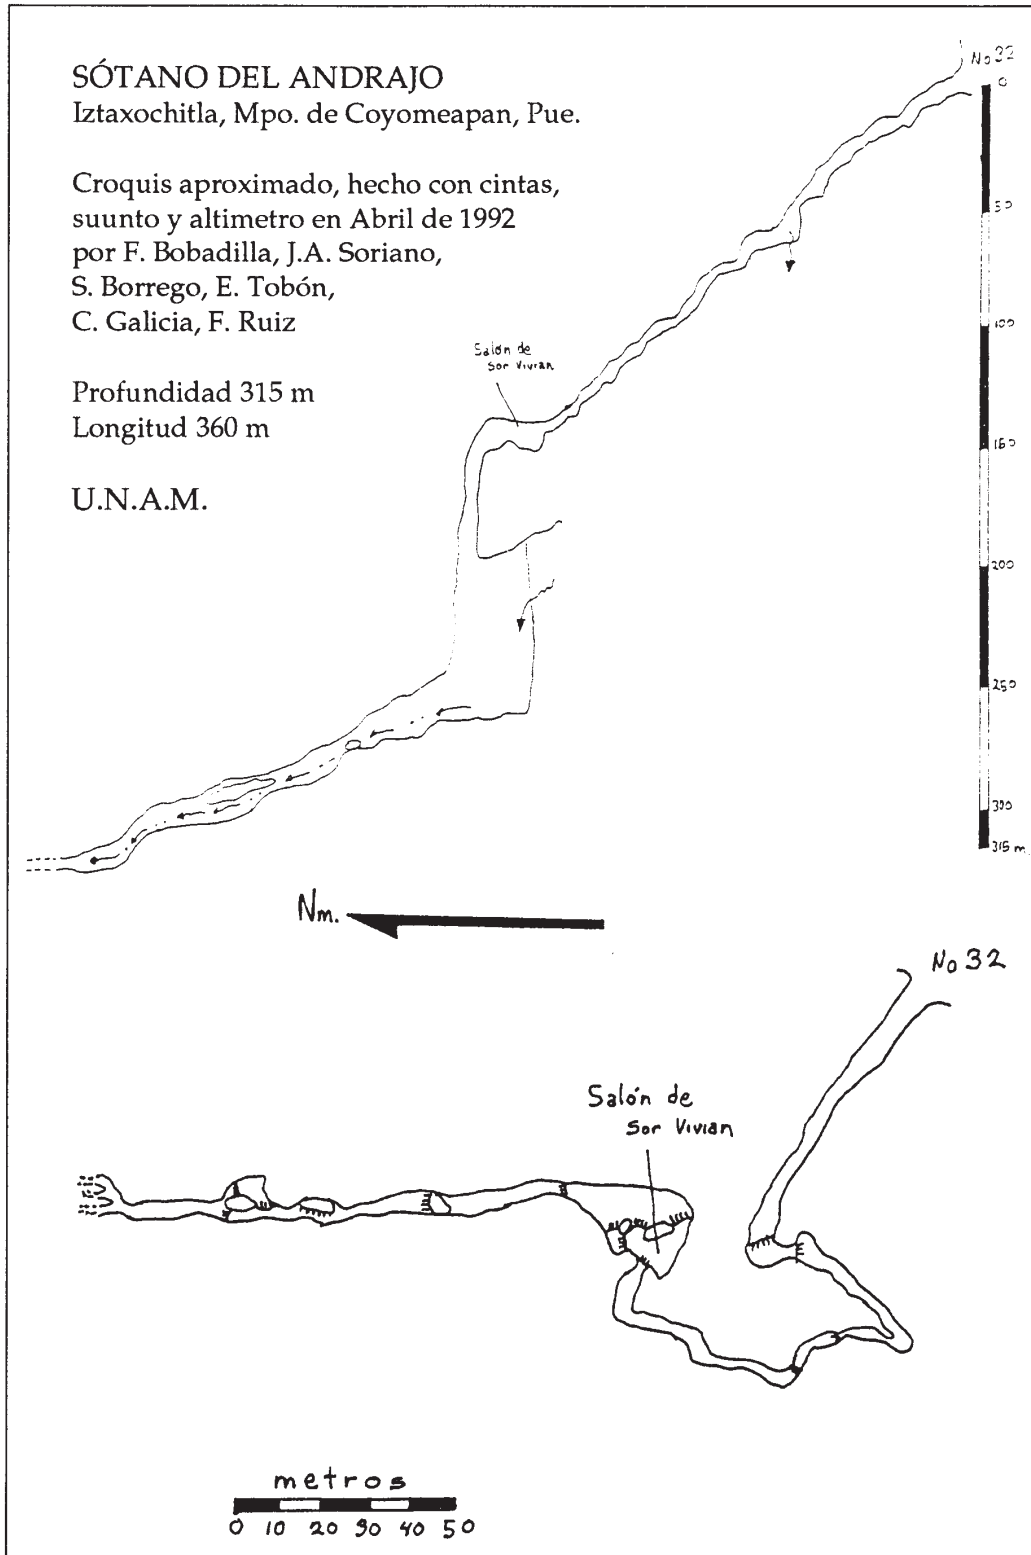 SÓTANO DEL ANDRAJO
Iztaxochitla, Mpo. de Coyomeapan, Pue.
Croquis aproximado, hecho con cintas,
suunto y altimetro en Abril de 1992
por F. Bobadilla, J.A. Soriano,
S. Borrego, E. Tobón,
C. Galicia, F. Ruiz
Profundidad 315 m
Longitud 360 m
U.N.A.M.
No 32
0
50
100
150
200
250
300
315 m.
Salón de
Sor Vivian
Nm.
No 32
Salón de
Sor Vivian
metros
0 10 20 30 40 50